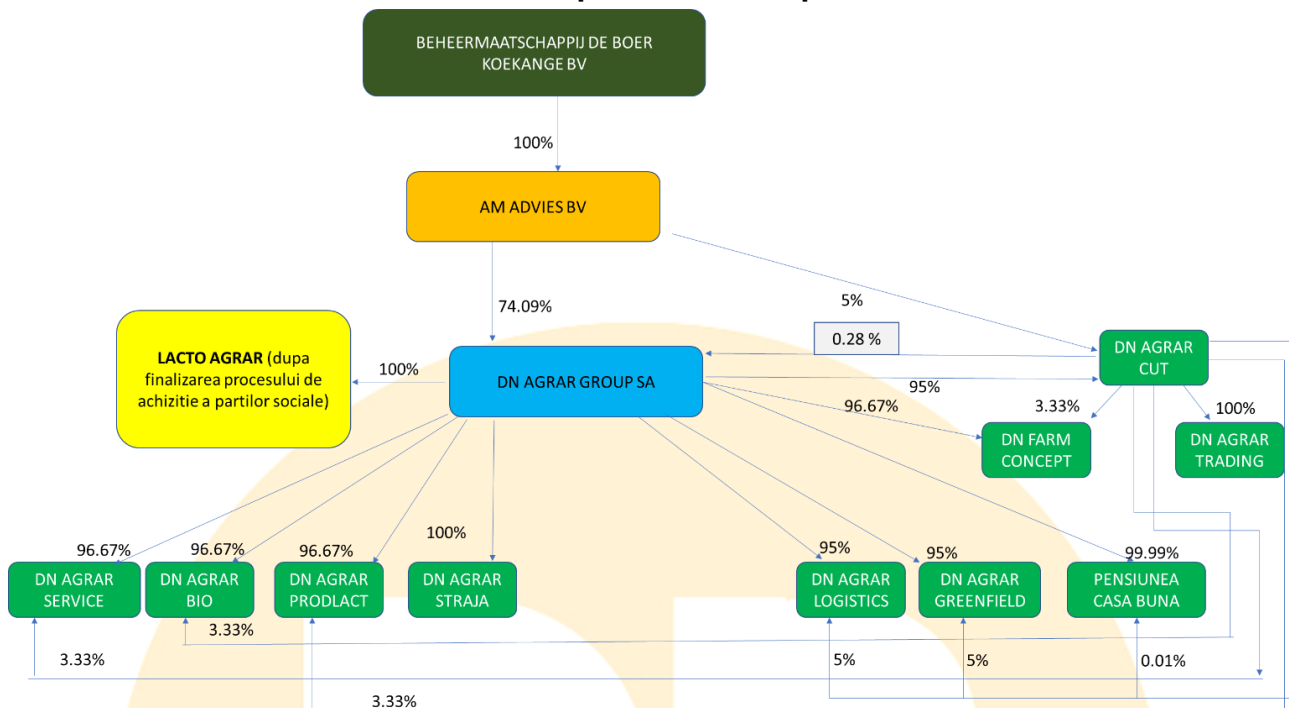 BEHEERMAATSCHAPPIJ DE BOER
KOEKANGE BV
100%
AM ADVIES BV
74.09%
5%
0.28 %
LACTO AGRAR (dupa
finalizarea procesului de
achizitie a partilor sociale)
100%
DN AGRAR GROUP SA
DN AGRAR
CUT
95%
96.67%
3.33%
100%
DN FARM
CONCEPT
DN AGRAR
TRADING
96.67%
96.67%
96.67%
100%
95%
95%
99.99%
DN AGRAR
SERVICE
DN AGRAR
BIO
DN AGRAR
PRODLACT
DN AGRAR
STRAJA
DN AGRAR
LOGISTICS
DN AGRAR
GREENFIELD
PENSIUNEA
CASA BUNA
3.33%
3.33%
5%
5%
0.01%
3.33%